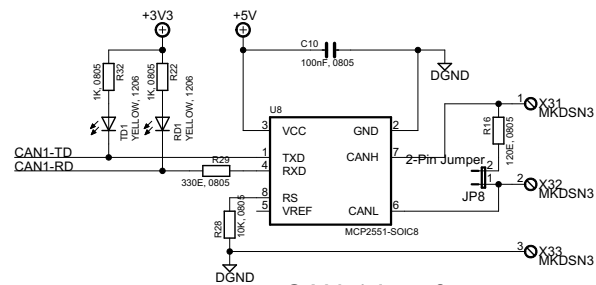 +3V3
+5V
C10
100nF, 0805
DGND
R32
1K, 0805
R22
1K, 0805
TD1
YELLOW, 1206
RD1
YELLOW, 1206
U8
3
VCC
GND
2
1
TXD
CANH
7
4
RXD
8
RS
5
VREF
CANL
6
MCP2551-SOIC8
CAN1-TD
CAN1-RD
R29
330E, 0805
R28
10K, 0805
DGND
R16
120E, 0805
2-Pin Jumper
2
1
JP8
1
X31
MKDSN3
2
X32
MKDSN3
3
X33
MKDSN3